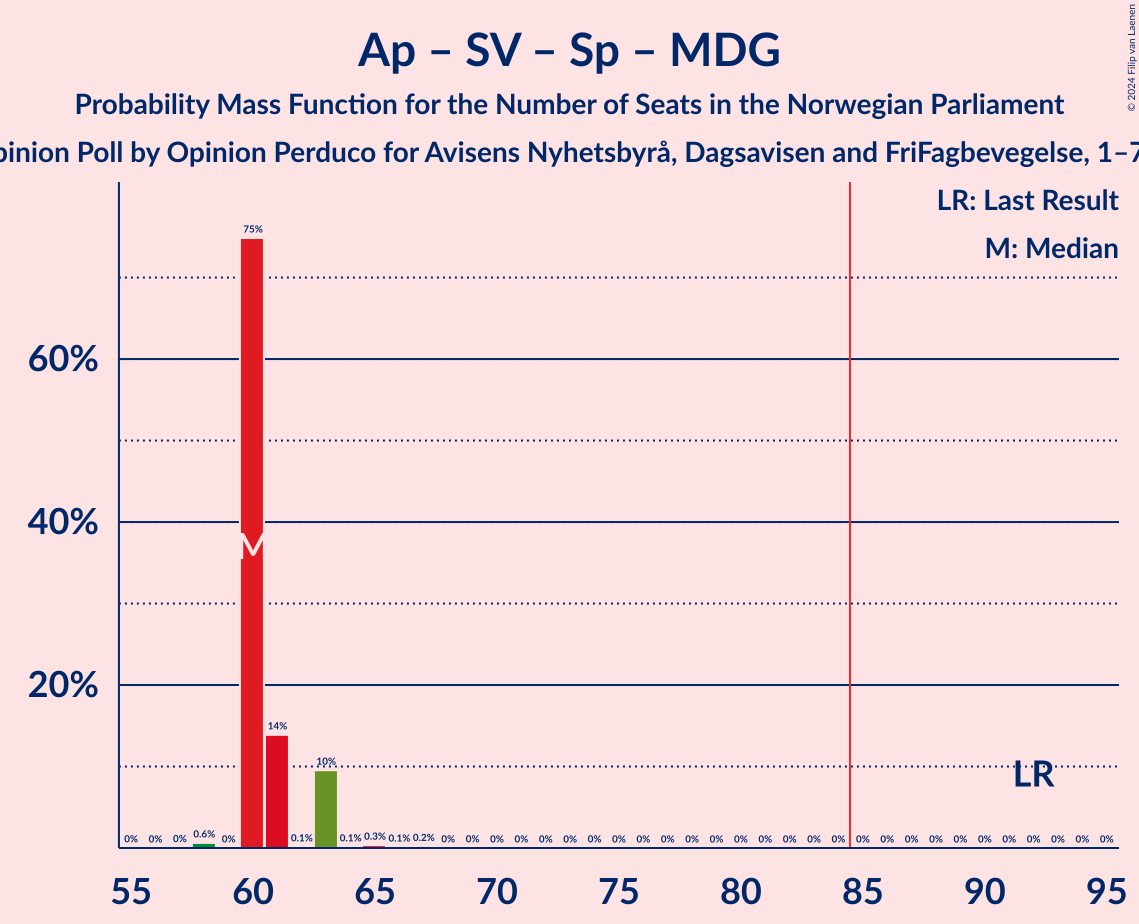 Ap – SV – Sp – MDG
Probability Mass Function for the Number of Seats in the Norwegian Parliament
Opinion Poll by Opinion Perduco for Avisens Nyhetsbyrå, Dagsavisen and FriFagbevegelse, 1–7
© 2024 Filip van Laenen
LR: Last Result
M: Median
75%
60%
40%
M
20%
14%
10%
LR
0% 0% 0% 0.6% 0% 0.1% 0.1% 0.3% 0.1% 0.2% 0% 0% 0% 0% 0% 0% 0% 0% 0% 0% 0% 0% 0% 0% 0% 0% 0% 0% 0% 0% 0% 0% 0% 0% 0% 0% 0% 0%
55 60 65 70 75 80 85 90 95